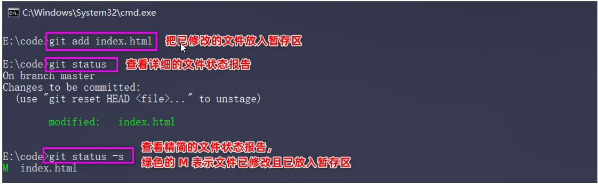 C:\Windows\System32\cmd.exe
E:\code>git add index.html 把已修改的文件放入暂存区
E:\code>git status 查看详细的文件状态报告
On branch master
Changes to be committed:
(use "git reset HEAD <file>..." to unstage)
modified: index.html
查看精简的文件状态报告,
E:\code>git status -s 绿色的 M 表示文件已修改且已放入暂存区
M index.html